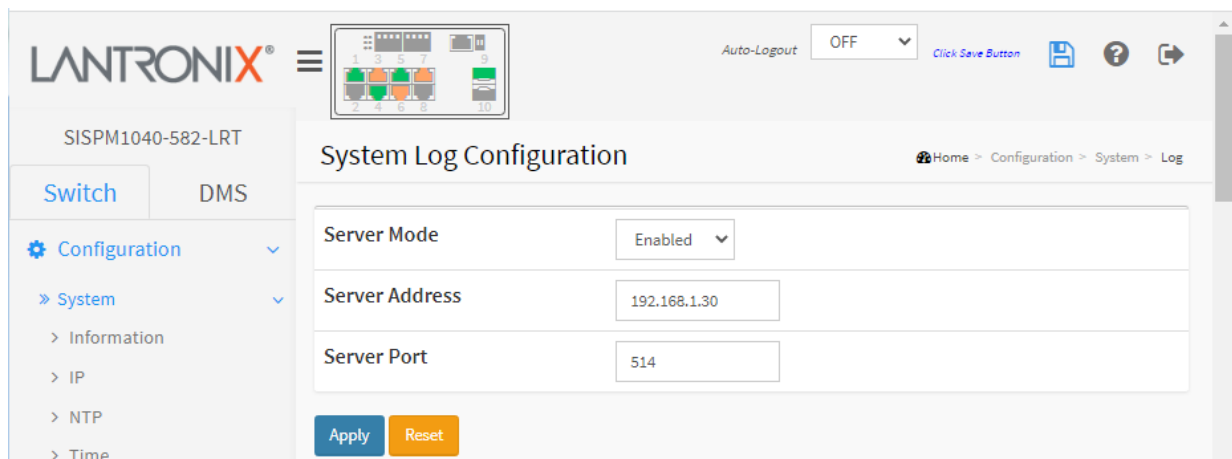 LANTRONIX®
1 3 5 7 9
2 4 6 8 10
Auto-Logout OFF Click Save Button
SISPM1040-582-LRT
Switch DMS
Configuration
» System
> Information
> IP
> NTP
> Time
System Log Configuration
Home > Configuration > System > Log
Server Mode Enabled
Server Address 192.168.1.30
Server Port 514
Apply Reset